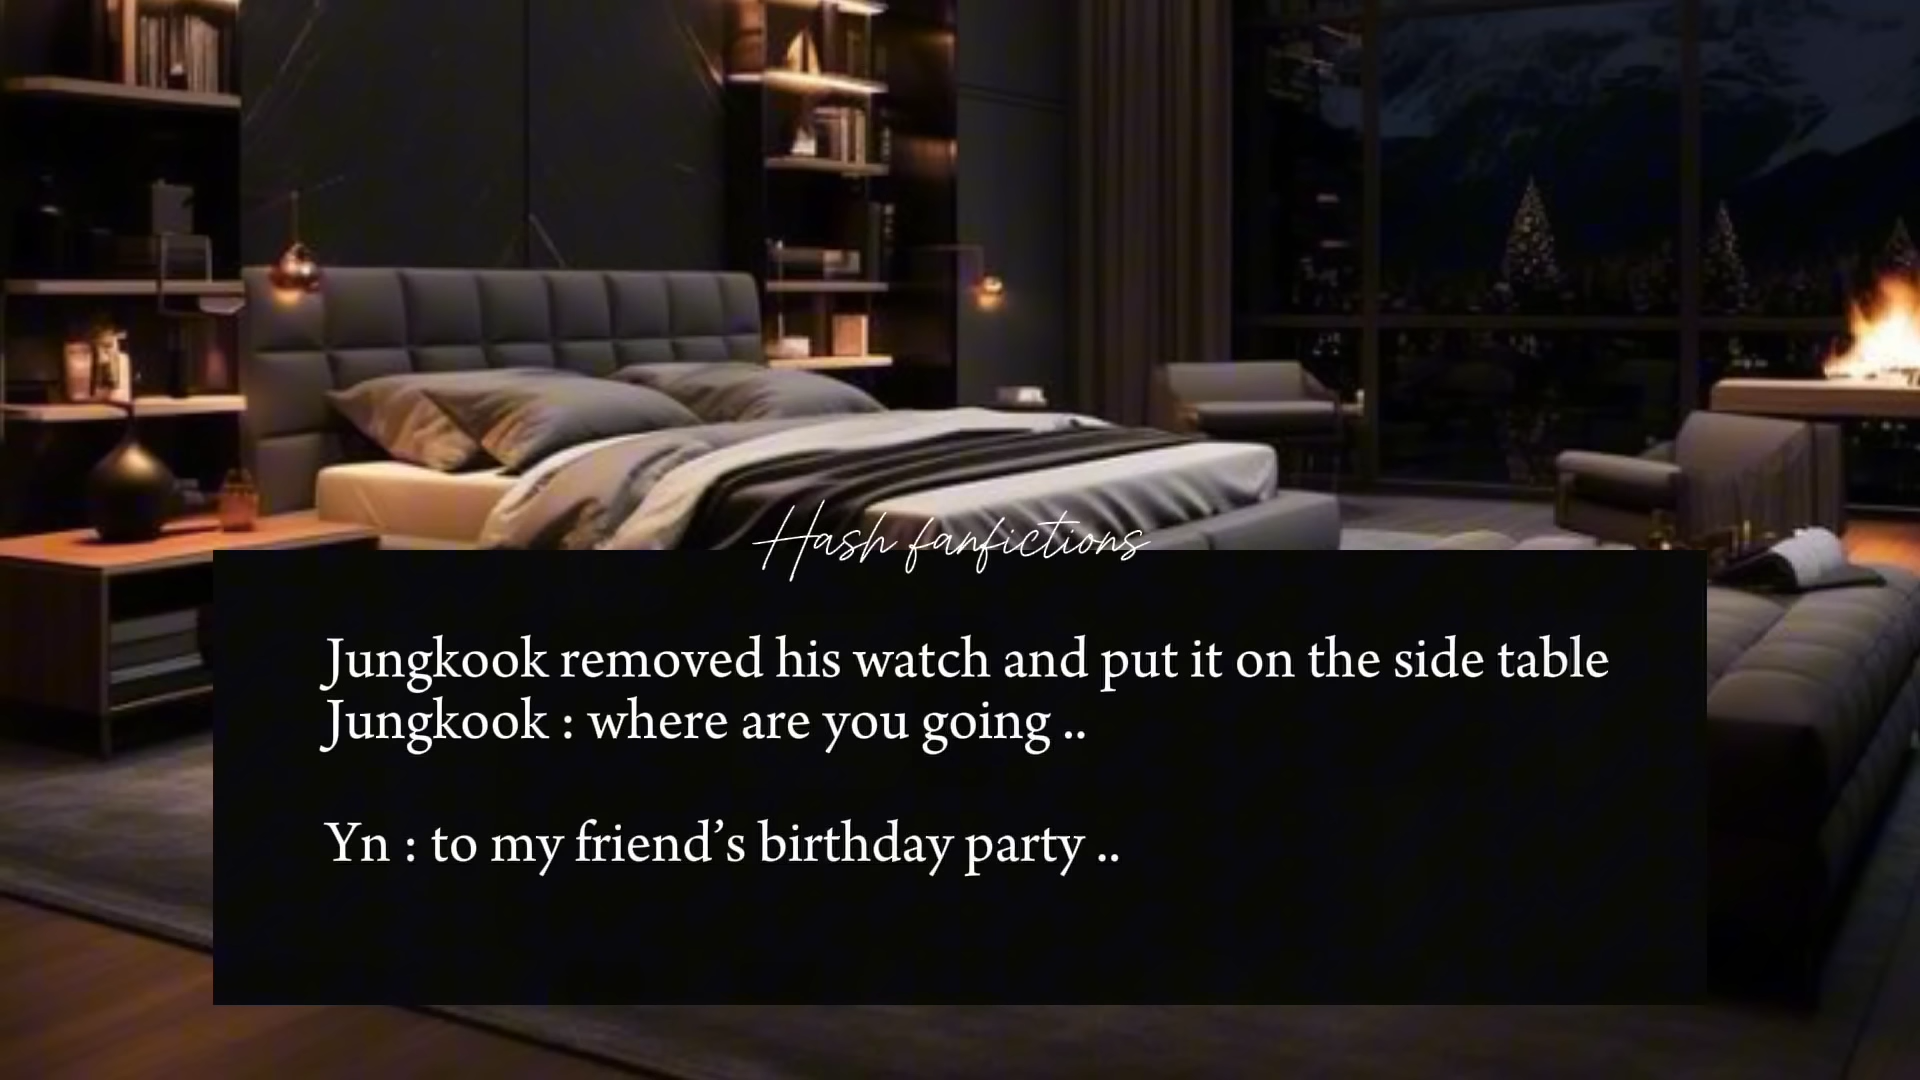 Hash fanfictions
Jungkook removed his watch and put it on the side table
Jungkook : where are you going ..
Yn : to my friend’s birthday party ..